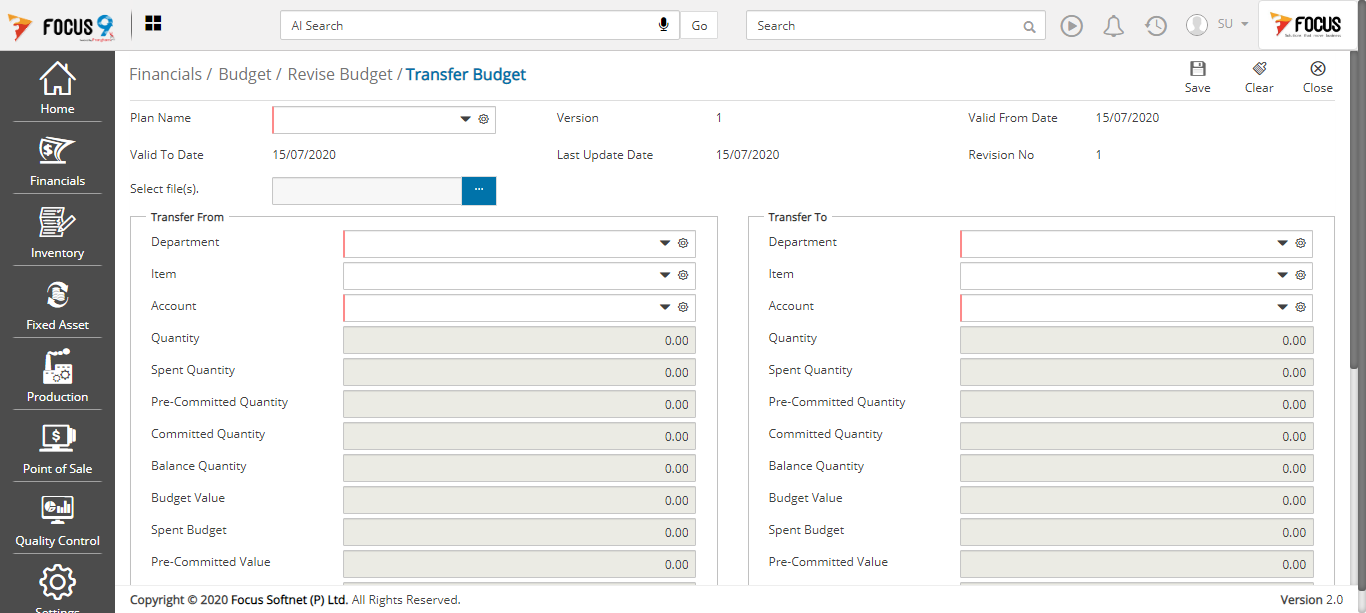 FOCUS 9
AI Search
Go
Search
SU
FOCUS
Financials / Budget / Revise Budget / Transfer Budget
Save
Clear
Close
Home
Financials
Inventory
Fixed Asset
Production
Point of Sale
Quality Control
Settings
Plan Name
Version 1
Valid From Date 15/07/2020
Valid To Date 15/07/2020
Last Update Date 15/07/2020
Revision No 1
Select file(s).
...
Transfer From
Department
Item
Account
Quantity 0.00
Spent Quantity 0.00
Pre-Committed Quantity 0.00
Committed Quantity 0.00
Balance Quantity 0.00
Budget Value 0.00
Spent Budget 0.00
Pre-Committed Value 0.00
Transfer To
Department
Item
Account
Quantity 0.00
Spent Quantity 0.00
Pre-Committed Quantity 0.00
Committed Quantity 0.00
Balance Quantity 0.00
Budget Value 0.00
Spent Budget 0.00
Pre-Committed Value 0.00
Copyright © 2020 Focus Softnet (P) Ltd. All Rights Reserved.
Version 2.0